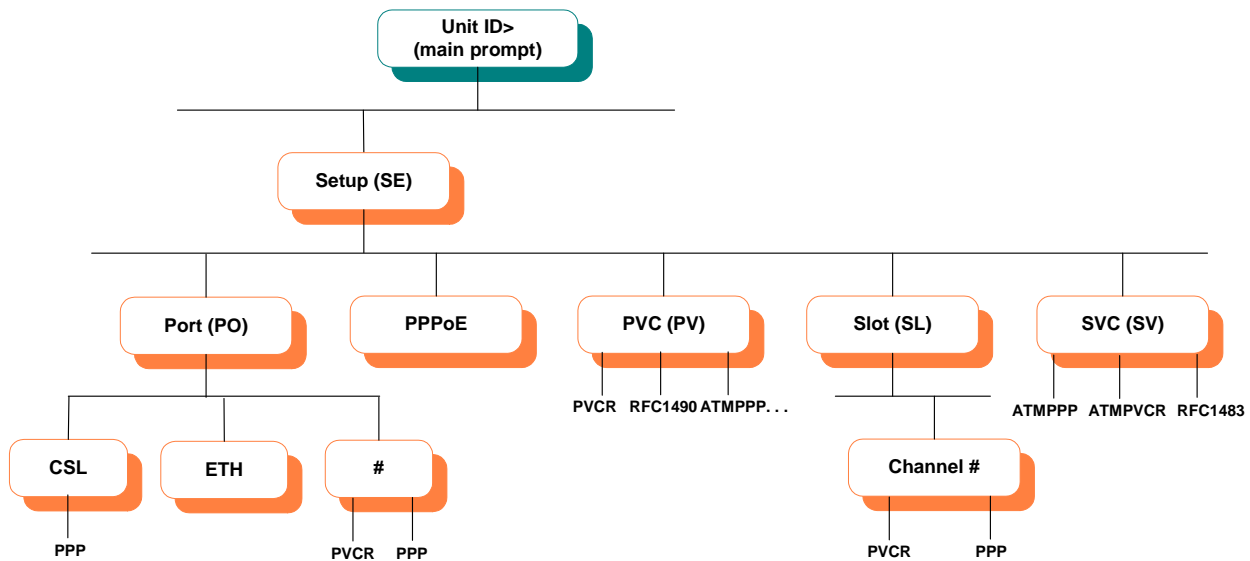 Unit ID>
(main prompt)
Setup (SE)
Port (PO)
PPPoE
PVC (PV)
Slot (SL)
SVC (SV)
PVCR
RFC1490
ATMPPP. . .
ATMPPP
ATMPVCR
RFC1483
CSL
ETH
#
Channel #
PPP
PVCR
PPP
PVCR
PPP